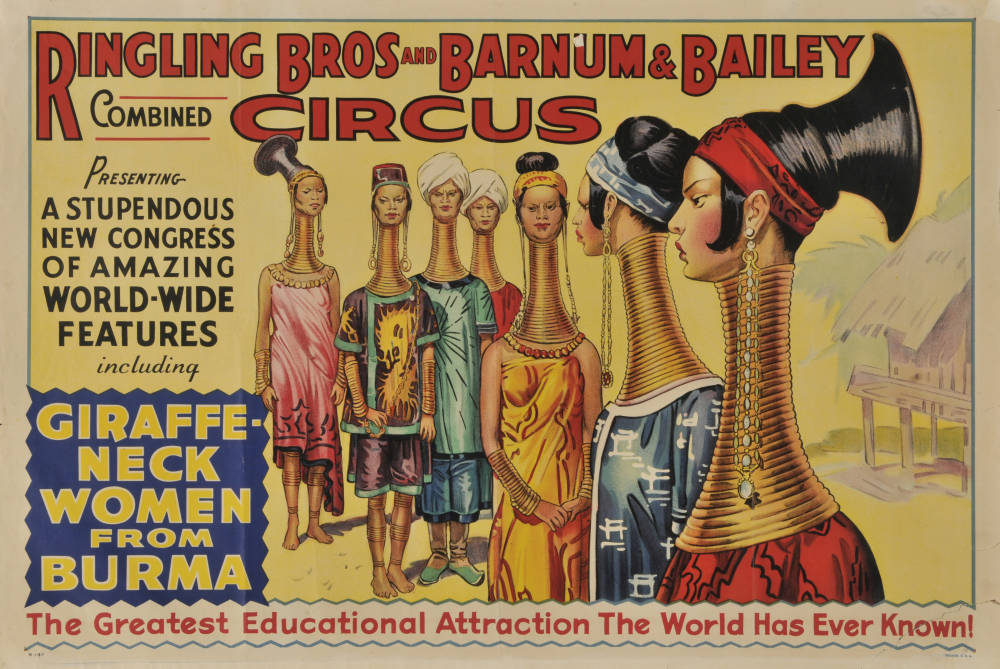 RINGLING BROS AND BARNUM & BAILEY
COMBINED CIRCUS
PRESENTING
A STUPENDOUS
NEW CONGRESS
OF AMAZING
WORLD-WIDE
FEATURES
including
GIRAFFE-
NECK
WOMEN
FROM
BURMA
The Greatest Educational Attraction The World Has Ever Known!